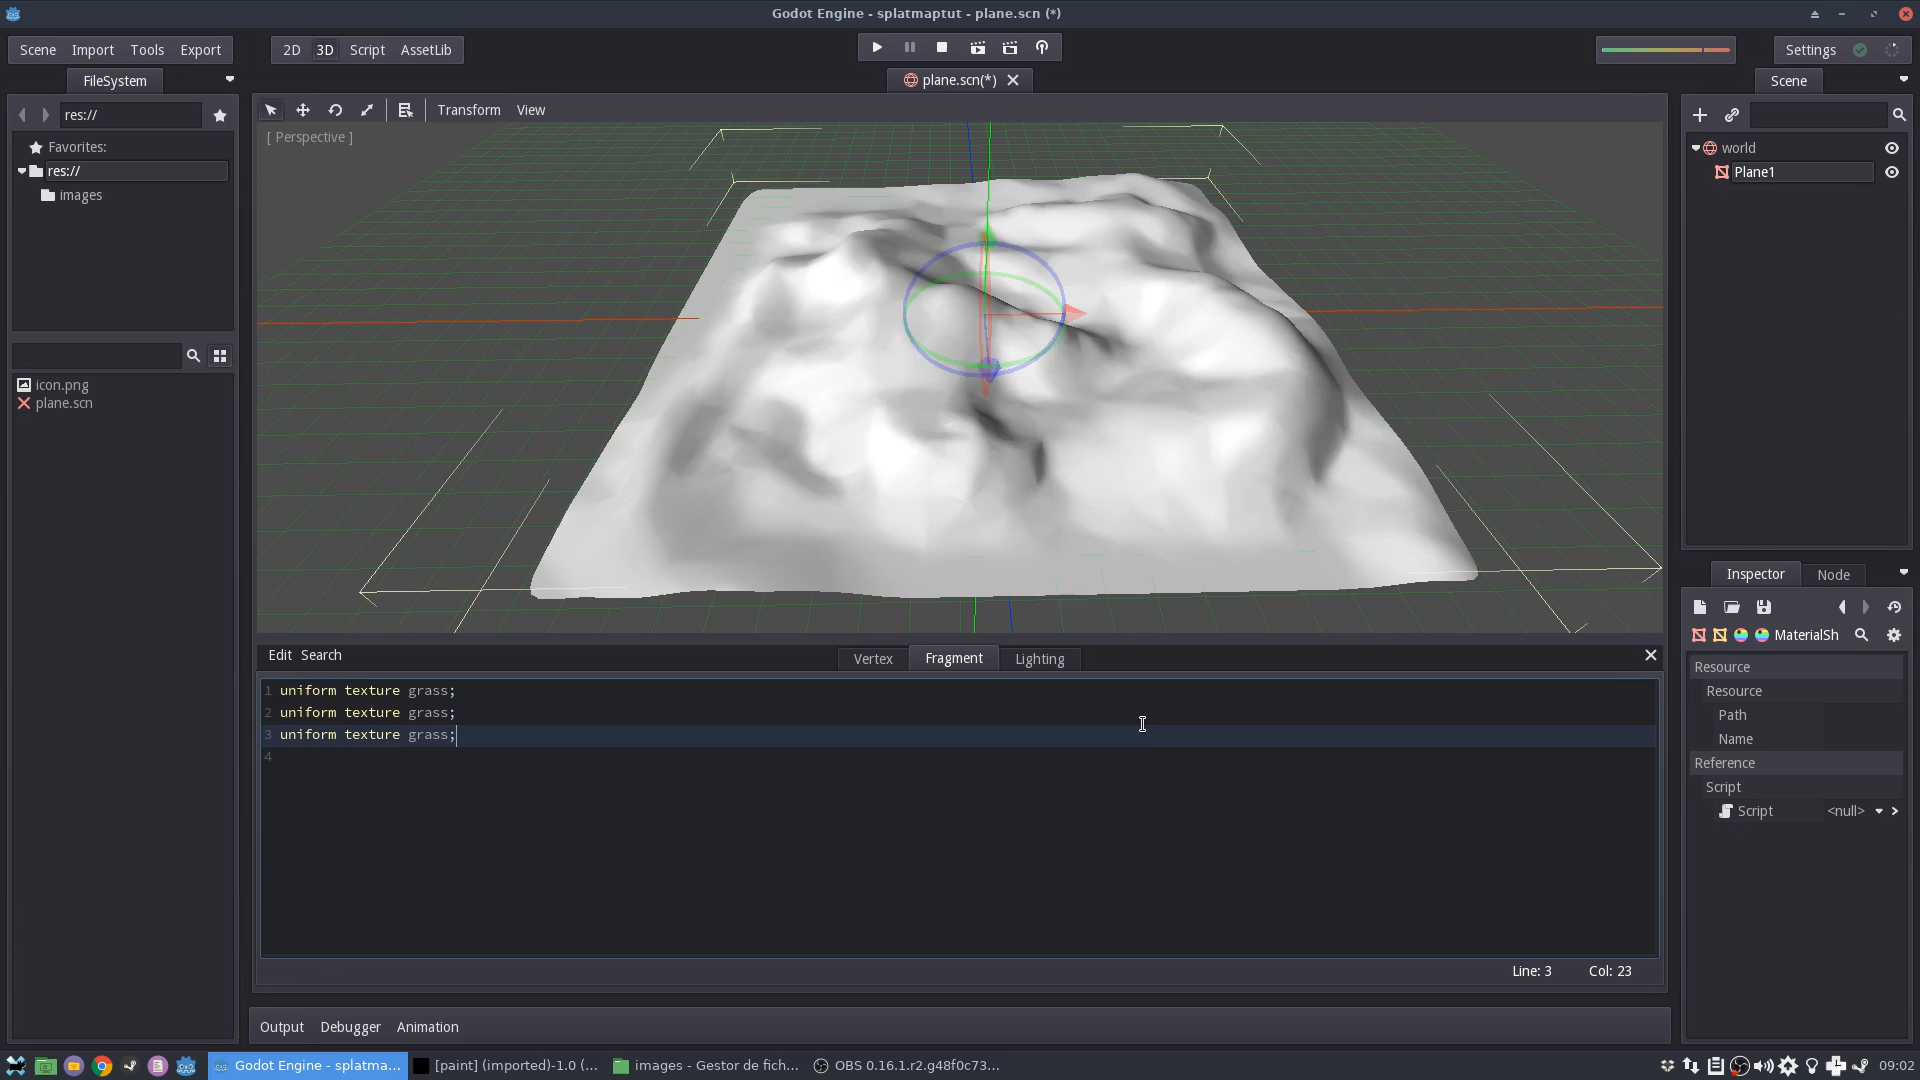 Godot Engine - splatmaptut - plane.scn (*)
Scene Import Tools Export
2D 3D Script AssetLib
Settings
FileSystem
plane.scn(*)
Scene
res://
Transform View
[ Perspective ]
Favorites:
res://
images
world
Plane1
icon.png
plane.scn
Inspector Node
MaterialSh
Resource
Resource
Path
Name
Reference
Script
Script <null>
Edit Search
Vertex Fragment Lighting
1 uniform texture grass;
2 uniform texture grass;
3 uniform texture grass;
4
Line: 3 Col: 23
Output Debugger Animation
Godot Engine - splatma...
[paint] (imported)-1.0 (...
images - Gestor de fich...
OBS 0.16.1.r2.g48f0c73...
09:02